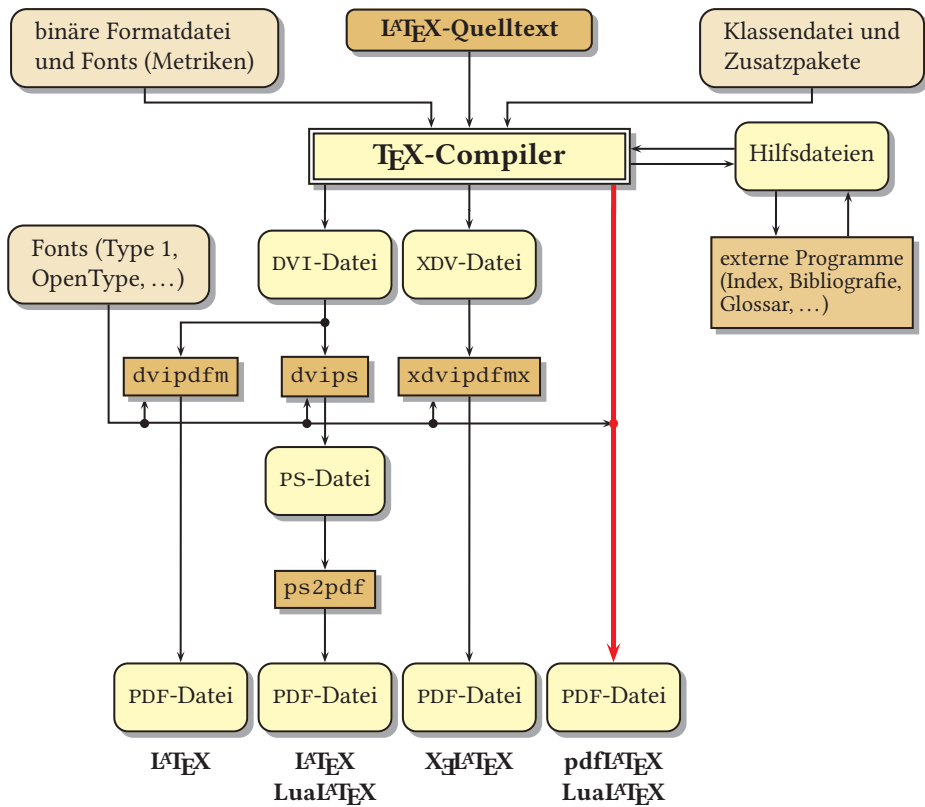 binäre Formatdatei
und Fonts (Metriken)
LATEX-Quelltext
Klassendatei und
Zusatzpakete
TEX-Compiler
Hilfsdateien
Fonts (Type 1,
OpenType, …)
DVI-Datei
XDV-Datei
externe Programme
(Index, Bibliografie,
Glossar, …)
dvipdfm
dvips
xdvipdfmx
PS-Datei
ps2pdf
PDF-Datei
PDF-Datei
PDF-Datei
PDF-Datei
LATEX
LATEX
LuaLATEX
XƎLATEX
pdfLATEX
LuaLATEX